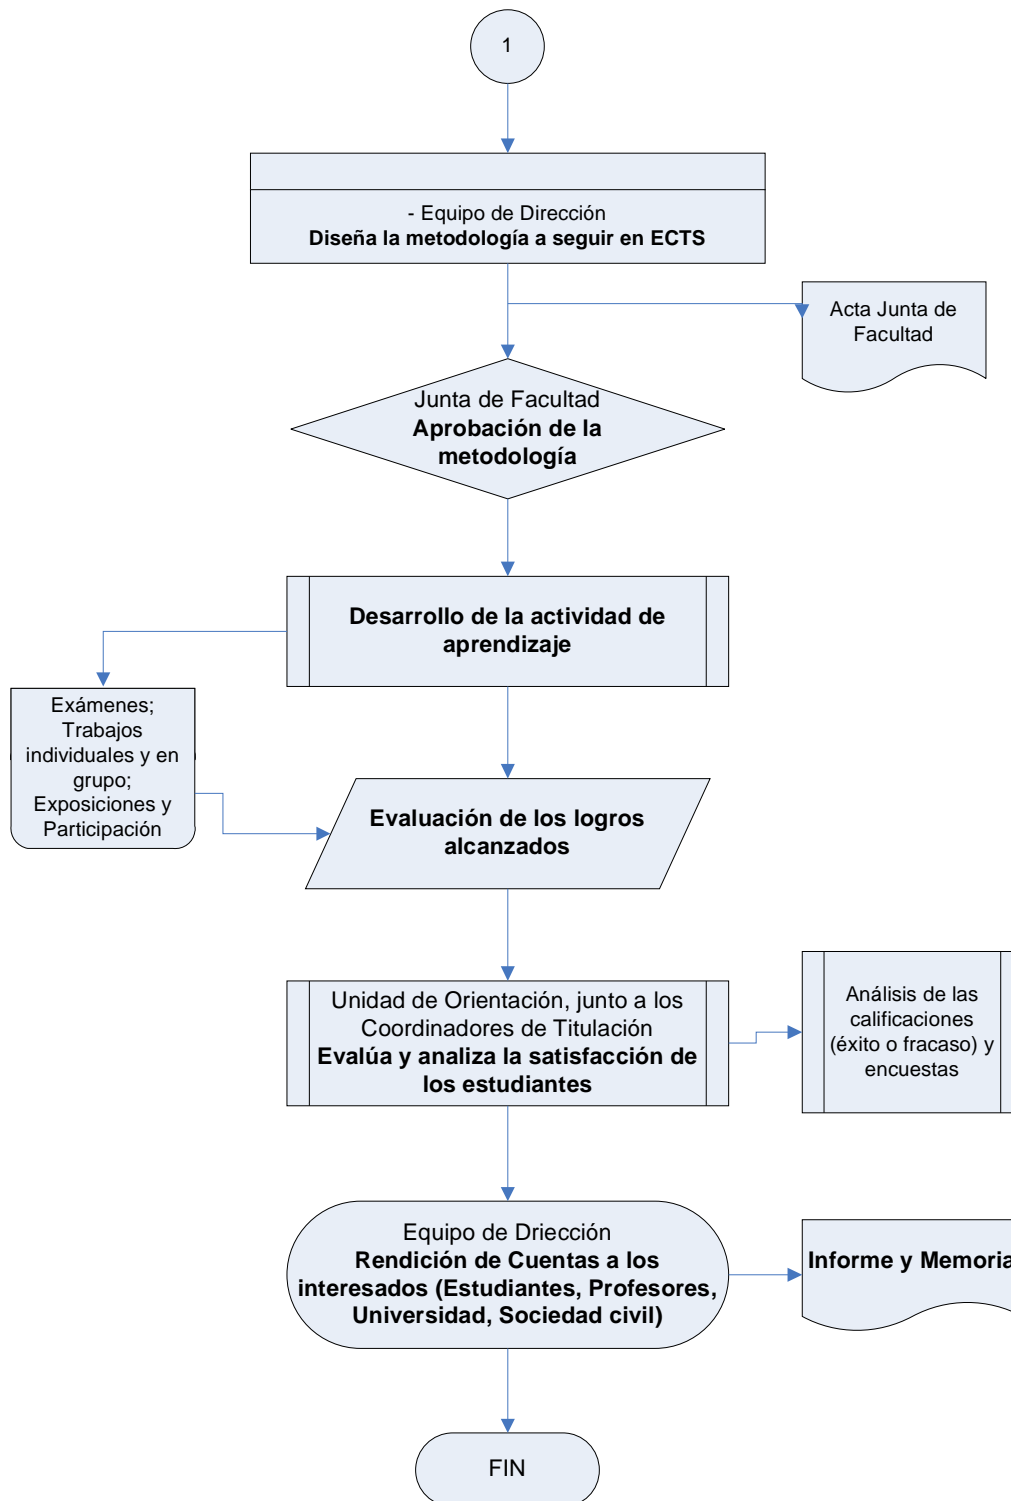 1
- Equipo de Dirección
Diseña la metodología a seguir en ECTS
Acta Junta de
Facultad
Junta de Facultad
Aprobación de la
metodología
Desarrollo de la actividad de
aprendizaje
Exámenes;
Trabajos
individuales y en
grupo;
Exposiciones y
Participación
Evaluación de los logros
alcanzados
Unidad de Orientación, junto a los
Coordinadores de Titulación
Evalúa y analiza la satisfacción de
los estudiantes
Análisis de las
calificaciones
(éxito o fracaso) y
encuestas
Equipo de Driección
Rendición de Cuentas a los
interesados (Estudiantes, Profesores,
Universidad, Sociedad civil)
Informe y Memoria
FIN